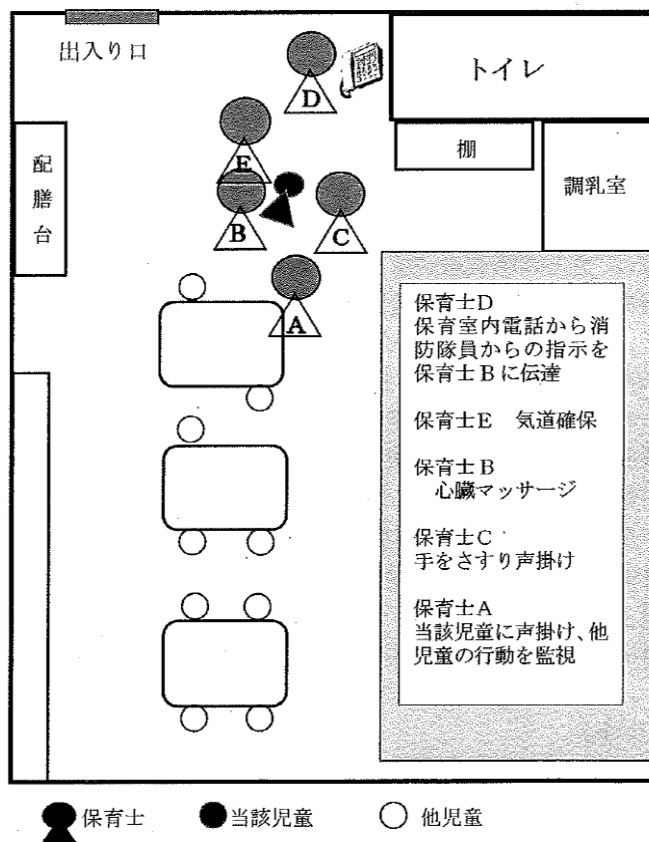 出入り口
トイレ
D
E
棚
調乳室
配膳台
B
C
A
保育士D
保育室内電話から消
防隊員からの指示を
保育士Bに伝達
保育士E 気道確保
保育士B
心臓マッサージ
保育士C
手をさすり声掛け
保育士A
当該児童に声掛け、他
児童の行動を監視
保育士 当該児童 他児童